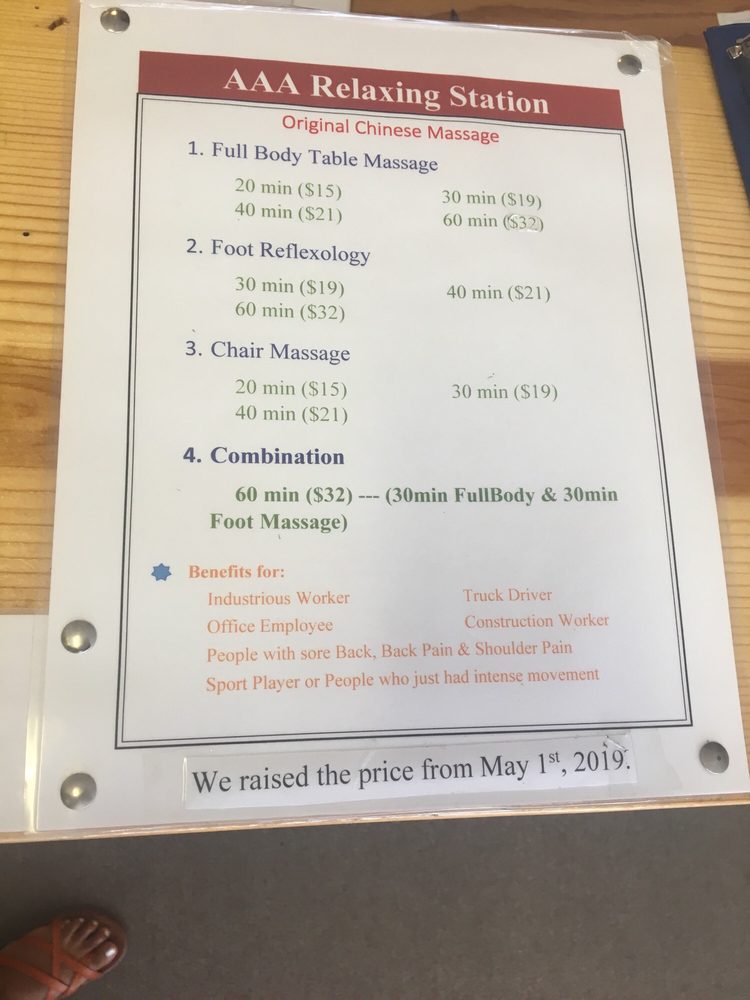 AAA Relaxing Station
Original Chinese Massage
1. Full Body Table Massage
20 min ($15) 30 min ($19)
40 min ($21) 60 min ($32)
2. Foot Reflexology
30 min ($19) 40 min ($21)
60 min ($32)
3. Chair Massage
20 min ($15) 30 min ($19)
40 min ($21)
4. Combination
60 min ($32) --- (30min FullBody & 30min
Foot Massage)
Benefits for:
Industrious Worker Truck Driver
Office Employee Construction Worker
People with sore Back, Back Pain & Shoulder Pain
Sport Player or People who just had intense movement
We raised the price from May 1st, 2019.